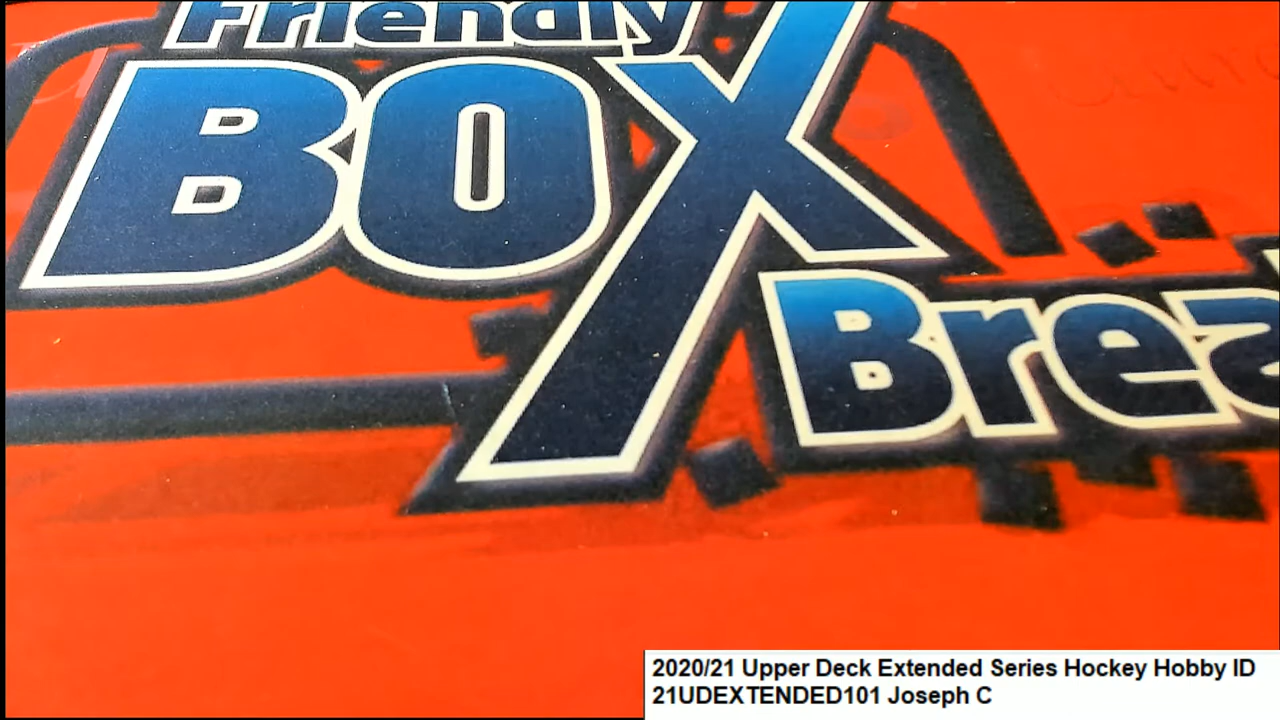 Friendly
BOX
Brea
2020/21 Upper Deck Extended Series Hockey Hobby ID
21UDEXTENDED101 Joseph C